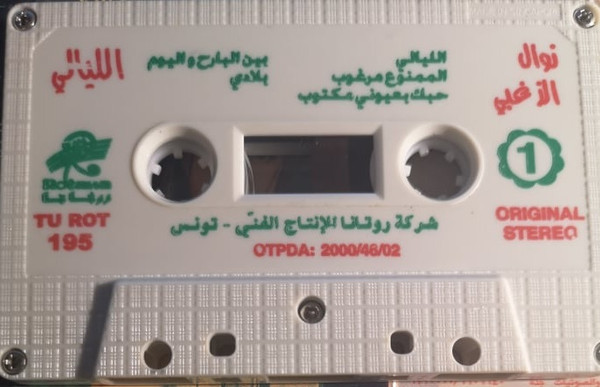 نوال
الزغبي
الليالي
الممنوع مرغوب
حبك بعيوني مكتوب
بين البارح واليوم
بلادي
الليالي
1
روتانا
TU ROT
195
ORIGINAL
STEREO
شركة روتانا للإنتاج الفنّي - تونس
OTPDA: 2000/46/02